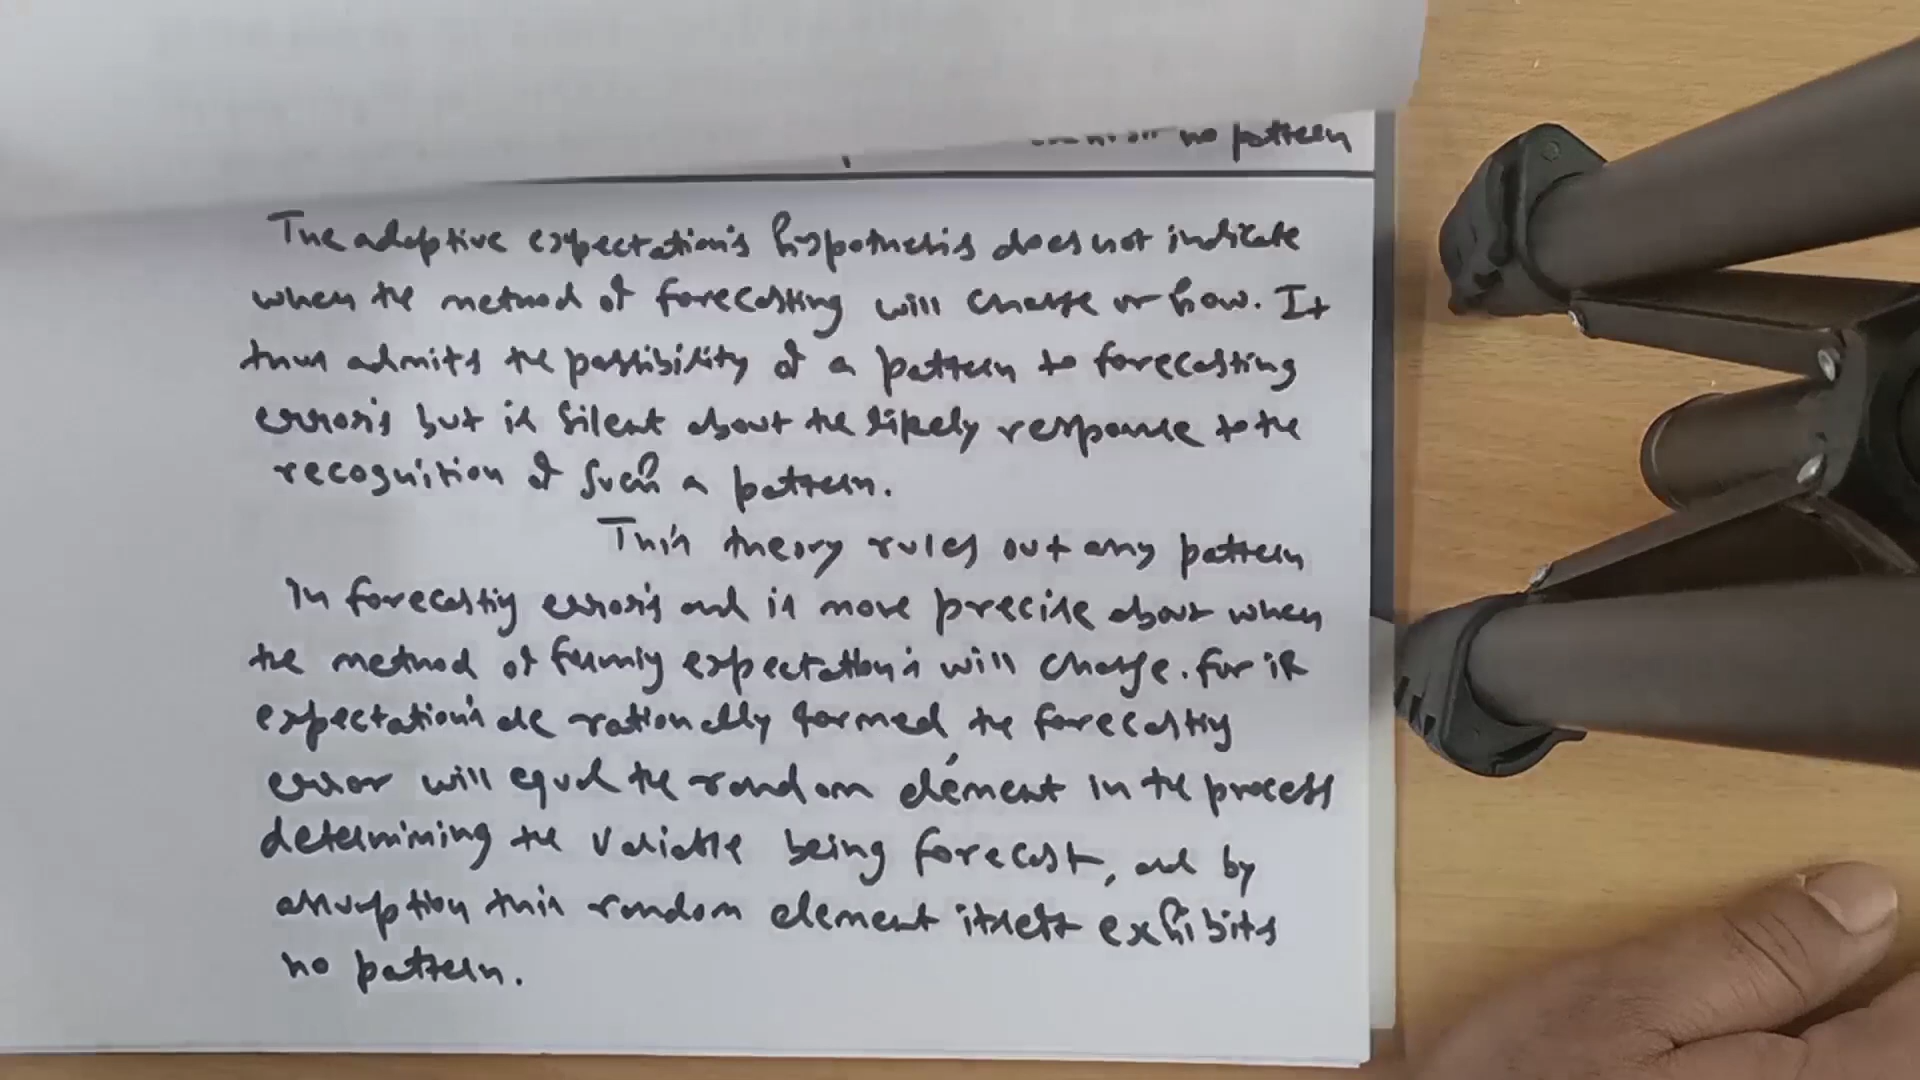 no pattern
The adaptive expectations hypothesis does not indicate
when the method of forecasting will change or how. It
thus admits the possibility of a pattern to forecasting
errors but is silent about the likely response to the
recognition of such a pattern.
This theory rules out any pattern
In forecasting errors and is more precise about when
the method of forming expectations will change. for if
expectations are rationally formed the forecasting
error will equal the random element in the process
determining the variable being forecast, and by
assumption this random element itself exhibits
no pattern.